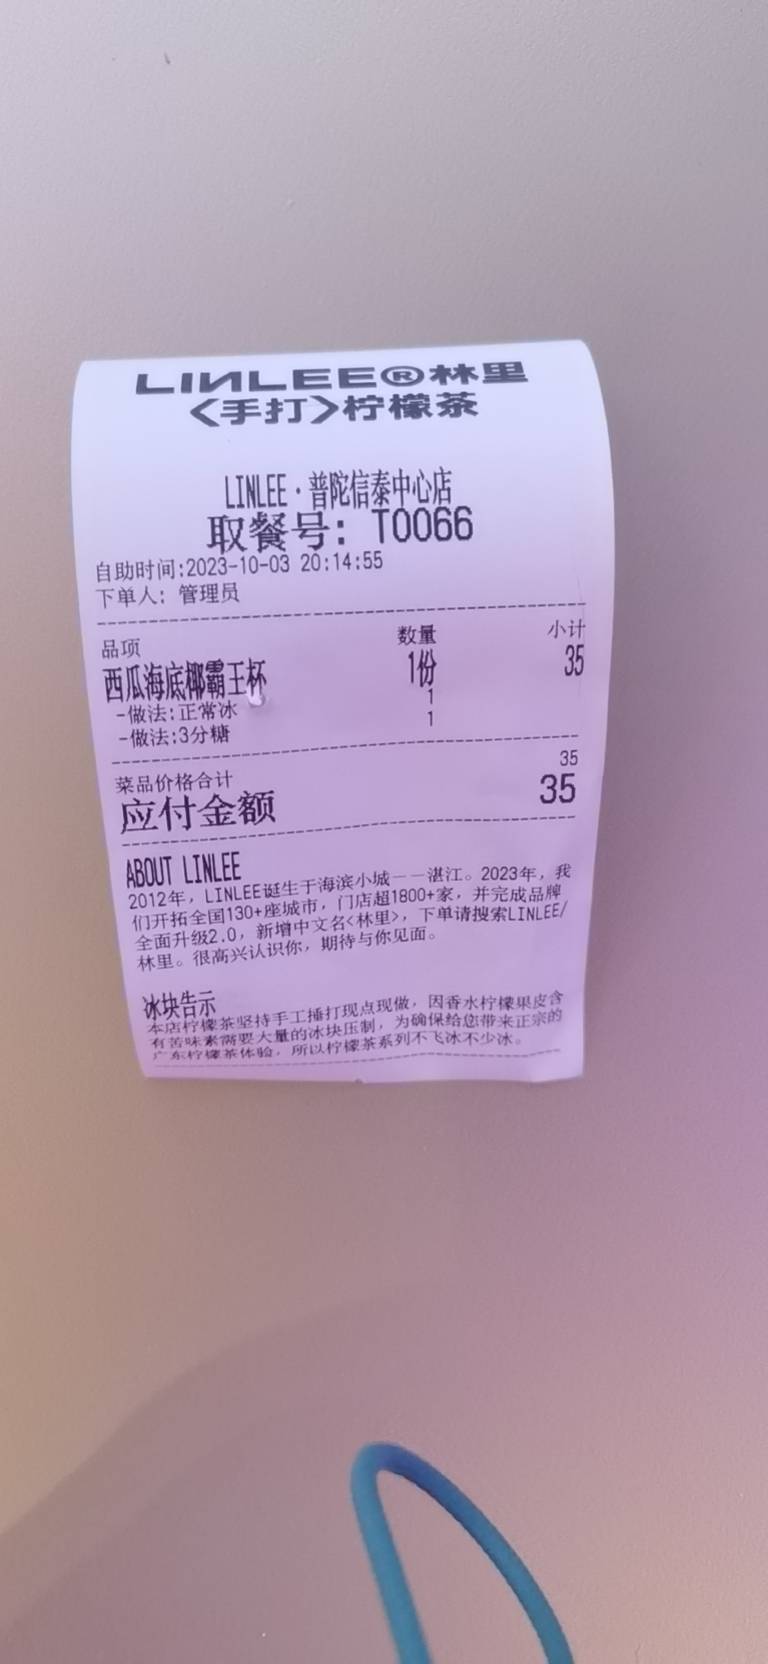 LINLEE®林里
<手打>柠檬茶
LINLEE·普陀信泰中心店
取餐号: T0066
自助时间:2023-10-03 20:14:55
下单人: 管理员
品项 数量 小计
西瓜海底椰霸王杯 1份 35
-做法:正常冰 1
-做法:3分糖 1
菜品价格合计 35
应付金额 35
ABOUT LINLEE
2012年，LINLEE诞生于海滨小城——湛江。2023年，我
们开拓全国130+座城市，门店超1800+家，并完成品牌
全面升级2.0，新增中文名<林里>，下单请搜索LINLEE/
林里。很高兴认识你，期待与你见面。
冰块告示
本店柠檬茶坚持手工捶打现点现做，因香水柠檬果皮含
有苦味素需要大量的冰块压制，为确保给您带来正宗的
广东柠檬茶体验，所以柠檬茶系列不飞冰不少冰。